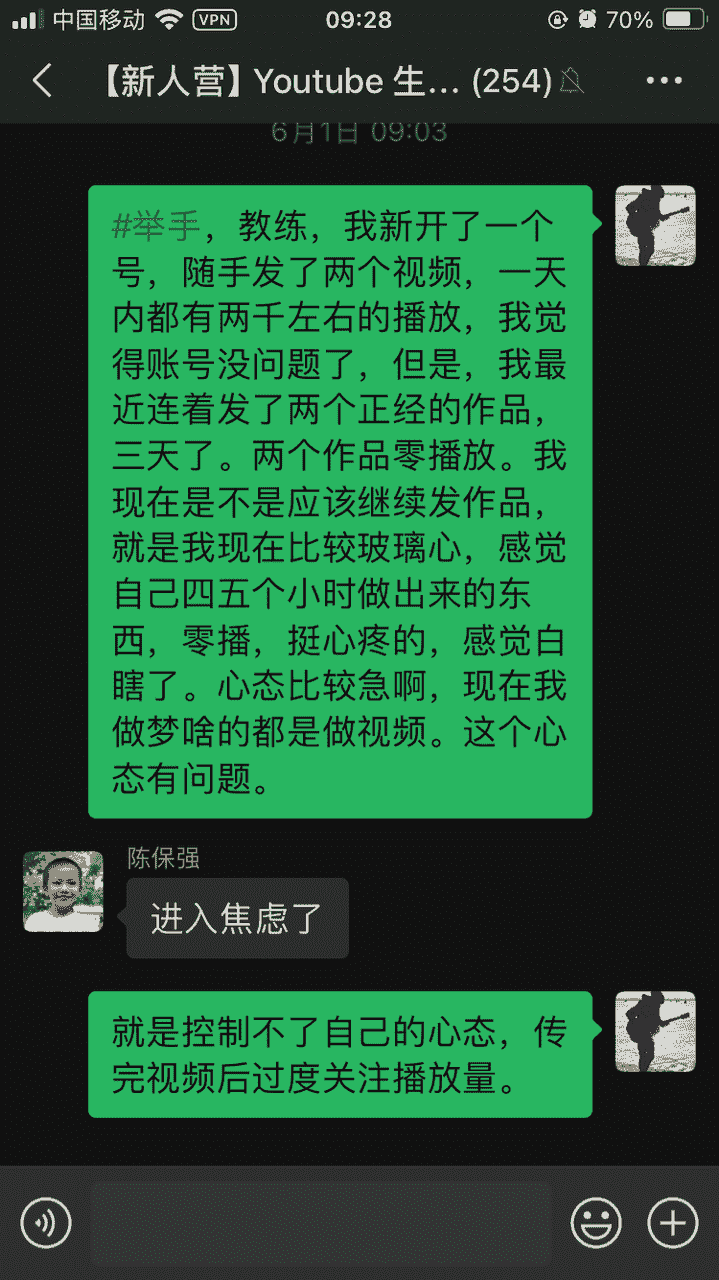 中国移动 VPN 09:28 70%
【新人营】Youtube 生... (254)
6月1日 09:03
#举手，教练，我新开了一个
号，随手发了两个视频，一天
内都有两千左右的播放，我觉
得账号没问题了，但是，我最
近连着发了两个正经的作品，
三天了。两个作品零播放。我
现在是不是应该继续发作品，
就是我现在比较玻璃心，感觉
自己四五个小时做出来的东
西，零播，挺心疼的，感觉白
瞎了。心态比较急啊，现在我
做梦啥的都是做视频。这个心
态有问题。
陈保强
进入焦虑了
就是控制不了自己的心态，传
完视频后过度关注播放量。